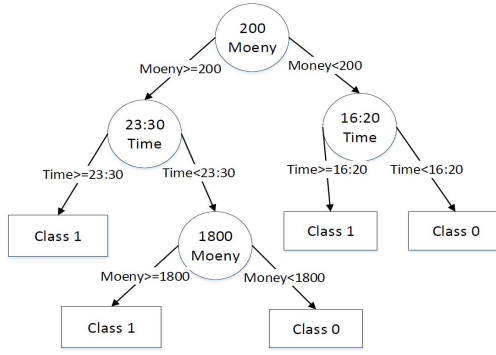 200
Moeny
Moeny>=200
Money<200
23:30
Time
16:20
Time
Time>=23:30
Time<23:30
Time>=16:20
Time<16:20
Class 1
1800
Moeny
Class 1
Class 0
Moeny>=1800
Money<1800
Class 1
Class 0